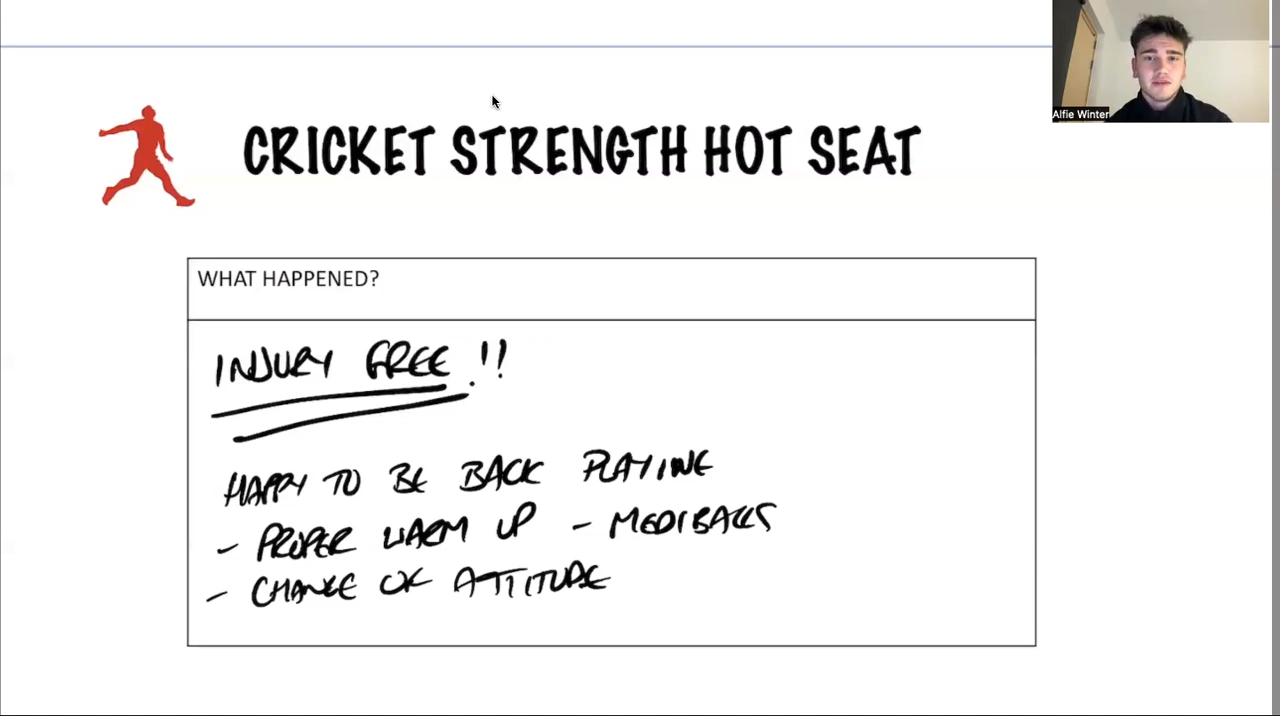 Alfie Winter
CRICKET STRENGTH HOT SEAT
WHAT HAPPENED?
INJURY FREE!!
HAPPY TO BE BACK PLAYING
- PROPER WARM UP - MEDIBALLS
- CHANGE OF ATTITUDE